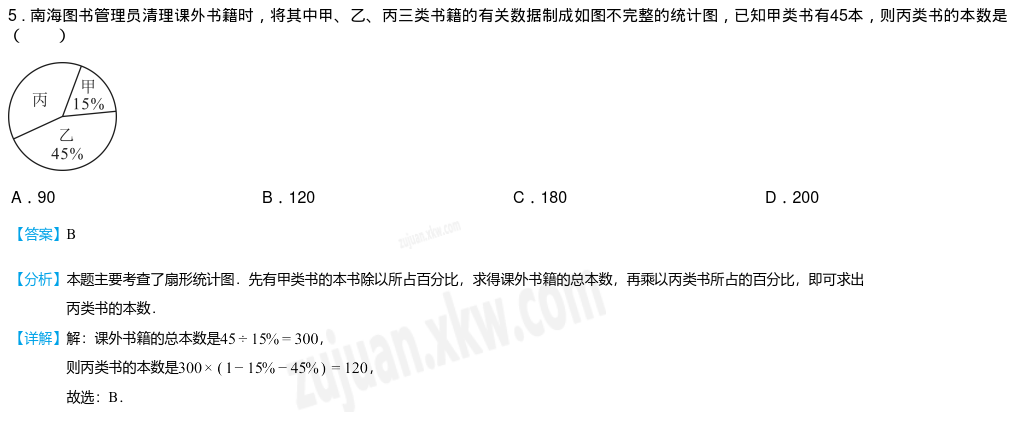 5．南海图书管理员清理课外书籍时，将其中甲、乙、丙三类书籍的有关数据制成如图不完整的统计图，已知甲类书有45本，则丙类书的本数是
（　　）
丙
甲
15%
乙
45%
A．90 B．120 C．180 D．200
【答案】B
zujuan.xkw.com
【分析】本题主要考查了扇形统计图．先有甲类书的本书除以所占百分比，求得课外书籍的总本数，再乘以丙类书所占的百分比，即可求出
丙类书的本数．
【详解】解：课外书籍的总本数是45÷15%=300，
则丙类书的本数是300×(1−15%−45%)=120，
故选：B．
zujuan.xkw.com